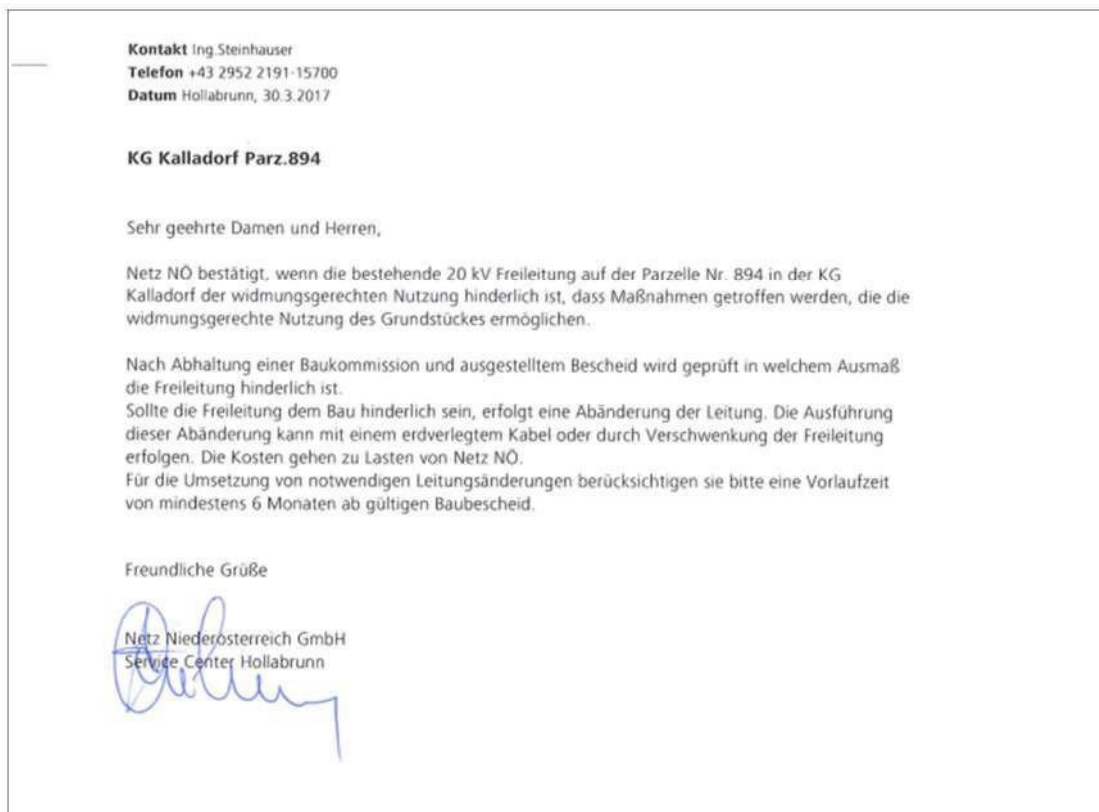 Kontakt Ing.Steinhauser
Telefon +43 2952 2191-15700
Datum Hollabrunn, 30.3.2017
KG Kalladorf Parz.894
Sehr geehrte Damen und Herren,
Netz NÖ bestätigt, wenn die bestehende 20 kV Freileitung auf der Parzelle Nr. 894 in der KG
Kalladorf der widmungsgerechten Nutzung hinderlich ist, dass Maßnahmen getroffen werden, die die
widmungsgerechte Nutzung des Grundstückes ermöglichen.
Nach Abhaltung einer Baukommission und ausgestelltem Bescheid wird geprüft in welchem Ausmaß
die Freileitung hinderlich ist.
Sollte die Freileitung dem Bau hinderlich sein, erfolgt eine Abänderung der Leitung. Die Ausführung
dieser Abänderung kann mit einem erdverlegtem Kabel oder durch Verschwenkung der Freileitung
erfolgen. Die Kosten gehen zu Lasten von Netz NÖ.
Für die Umsetzung von notwendigen Leitungsänderungen berücksichtigen sie bitte eine Vorlaufzeit
von mindestens 6 Monaten ab gültigen Baubescheid.
Freundliche Grüße
Netz Niederösterreich GmbH
Service Center Hollabrunn